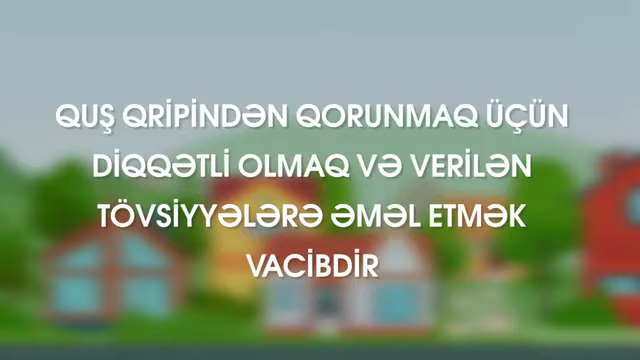 QUŞ QRİPİNDƏN QORUNMAQ ÜÇÜN
DİQQƏTLİ OLMAQ VƏ VERİLƏN
TÖVSİYYƏLƏRƏ ƏMƏL ETMƏK
VACİBDİR